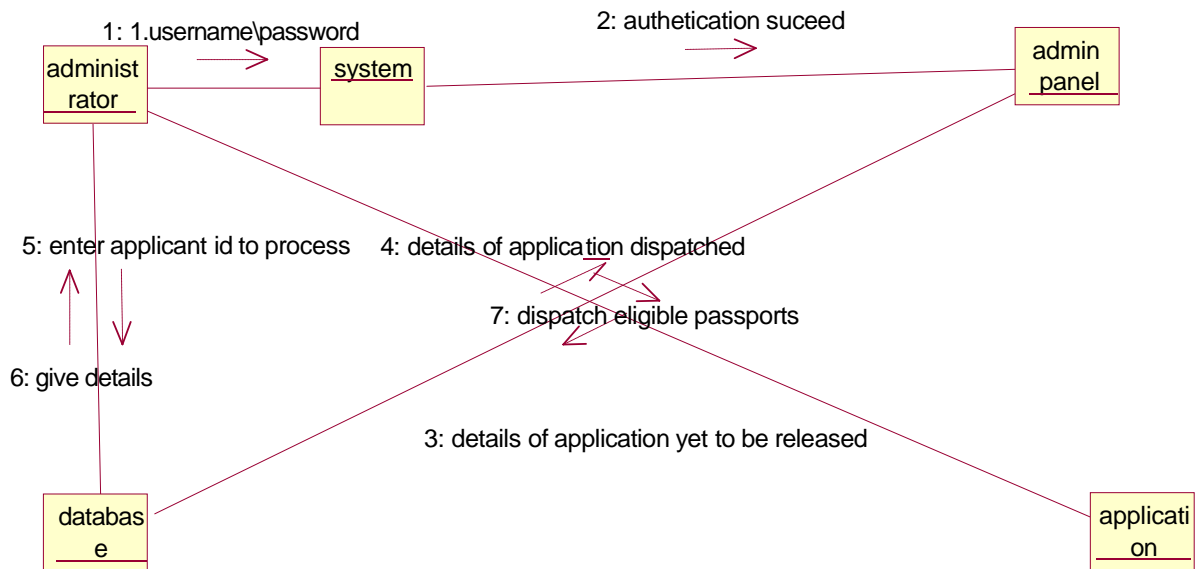 1: 1.username\password
2: authetication suceed
administ
rator
system
admin
panel
5: enter applicant id to process
4: details of application dispatched
7: dispatch eligible passports
6: give details
3: details of application yet to be released
databas
e
applicati
on